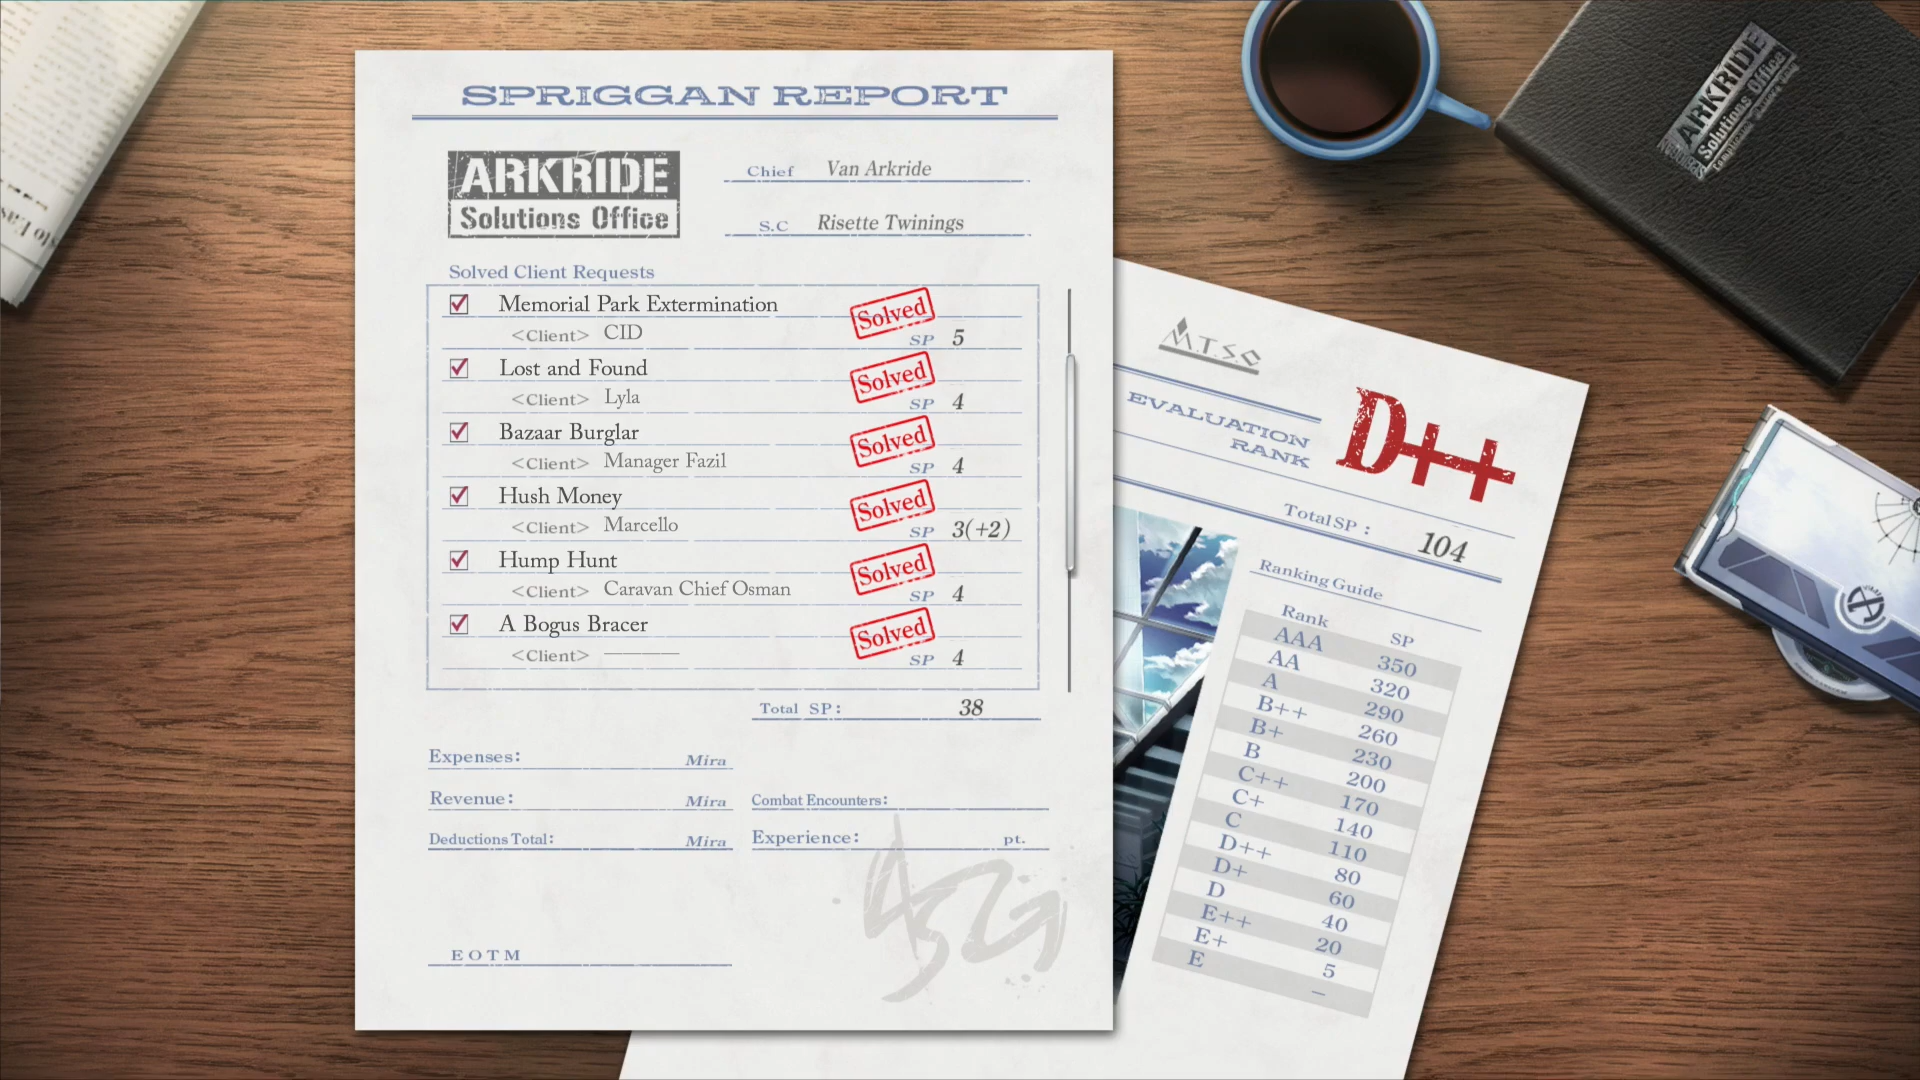 SPRIGGAN REPORT
ARKRIDE
Solutions Office
Chief Van Arkride
S.C Risette Twinings
Solved Client Requests
Memorial Park Extermination
Solved
<Client> CID
SP 5
Lost and Found
Solved
<Client> Lyla
SP 4
Bazaar Burglar
Solved
<Client> Manager Fazil
SP 4
Hush Money
Solved
<Client> Marcello
SP 3(+2)
Hump Hunt
Solved
<Client> Caravan Chief Osman
SP 4
A Bogus Bracer
Solved
<Client> ————
SP 4
Total SP: 38
Expenses: Mira
Revenue: Mira
Combat Encounters:
Deductions Total: Mira
Experience: pt.
EOTM
M.T.S.O
EVALUATION
RANK
D++
Total SP : 104
Ranking Guide
Rank SP
AAA 350
AA 320
A 290
B++ 260
B+ 230
B 200
C++ 170
C+ 140
C 110
D++ 80
D+ 60
D 40
E++ 20
E+ 5
E –
ARKRIDE
Solutions Office